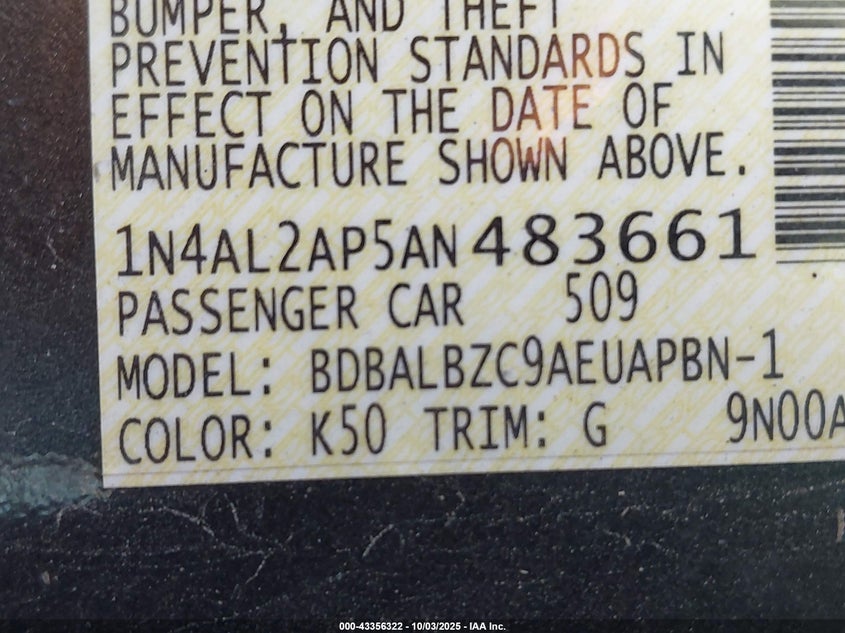 BUMPER, AND THEFT
PREVENTION STANDARDS IN
EFFECT ON THE DATE OF
MANUFACTURE SHOWN ABOVE.
1N4AL2AP5AN483661
PASSENGER CAR 509
MODEL: BDBALBZC9AEUAPBN-1
COLOR: K50 TRIM: G 9N00A
000-43356322 - 10/03/2025 - IAA Inc.